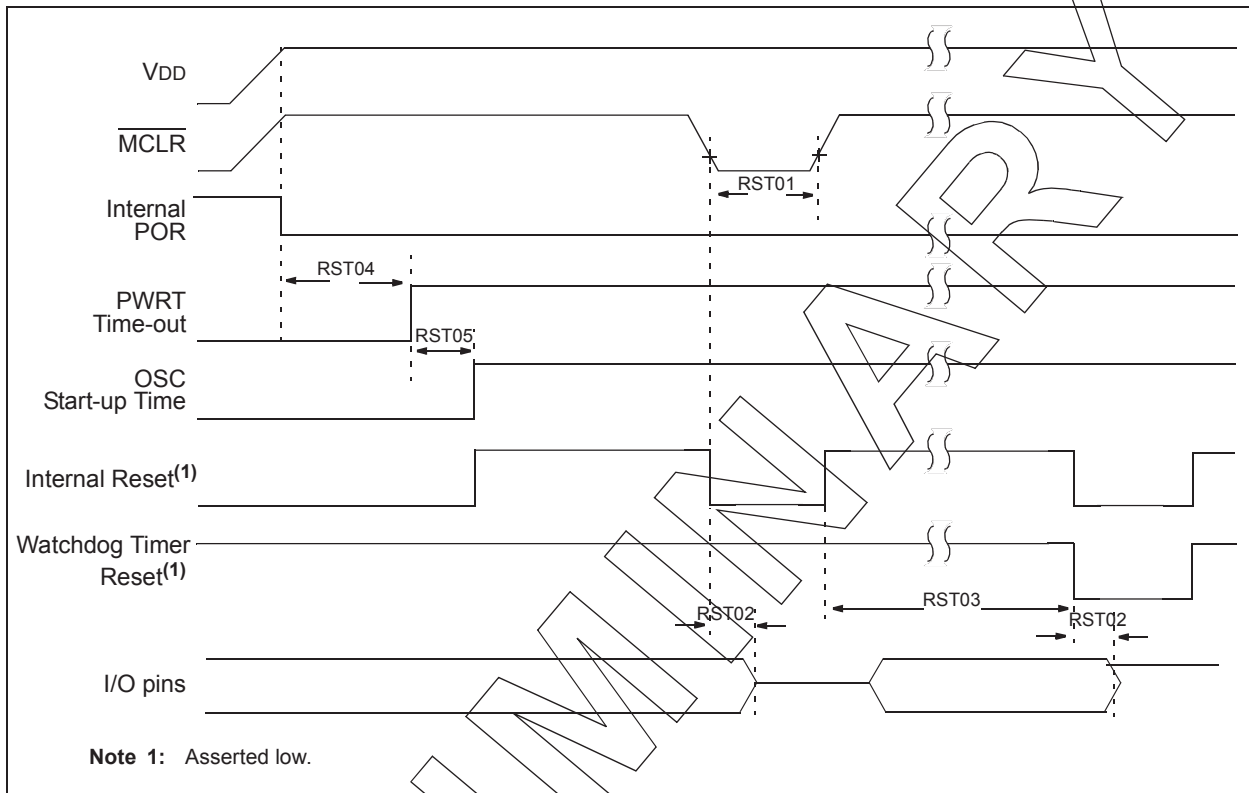 VDD
MCLR
RST01
Internal
POR
RST04
PWRT
Time-out
RST05
OSC
Start-up Time
Internal Reset(1)
Watchdog Timer
Reset(1)
RST03
RST02
RST02
I/O pins
Note 1: Asserted low.
IMINARY